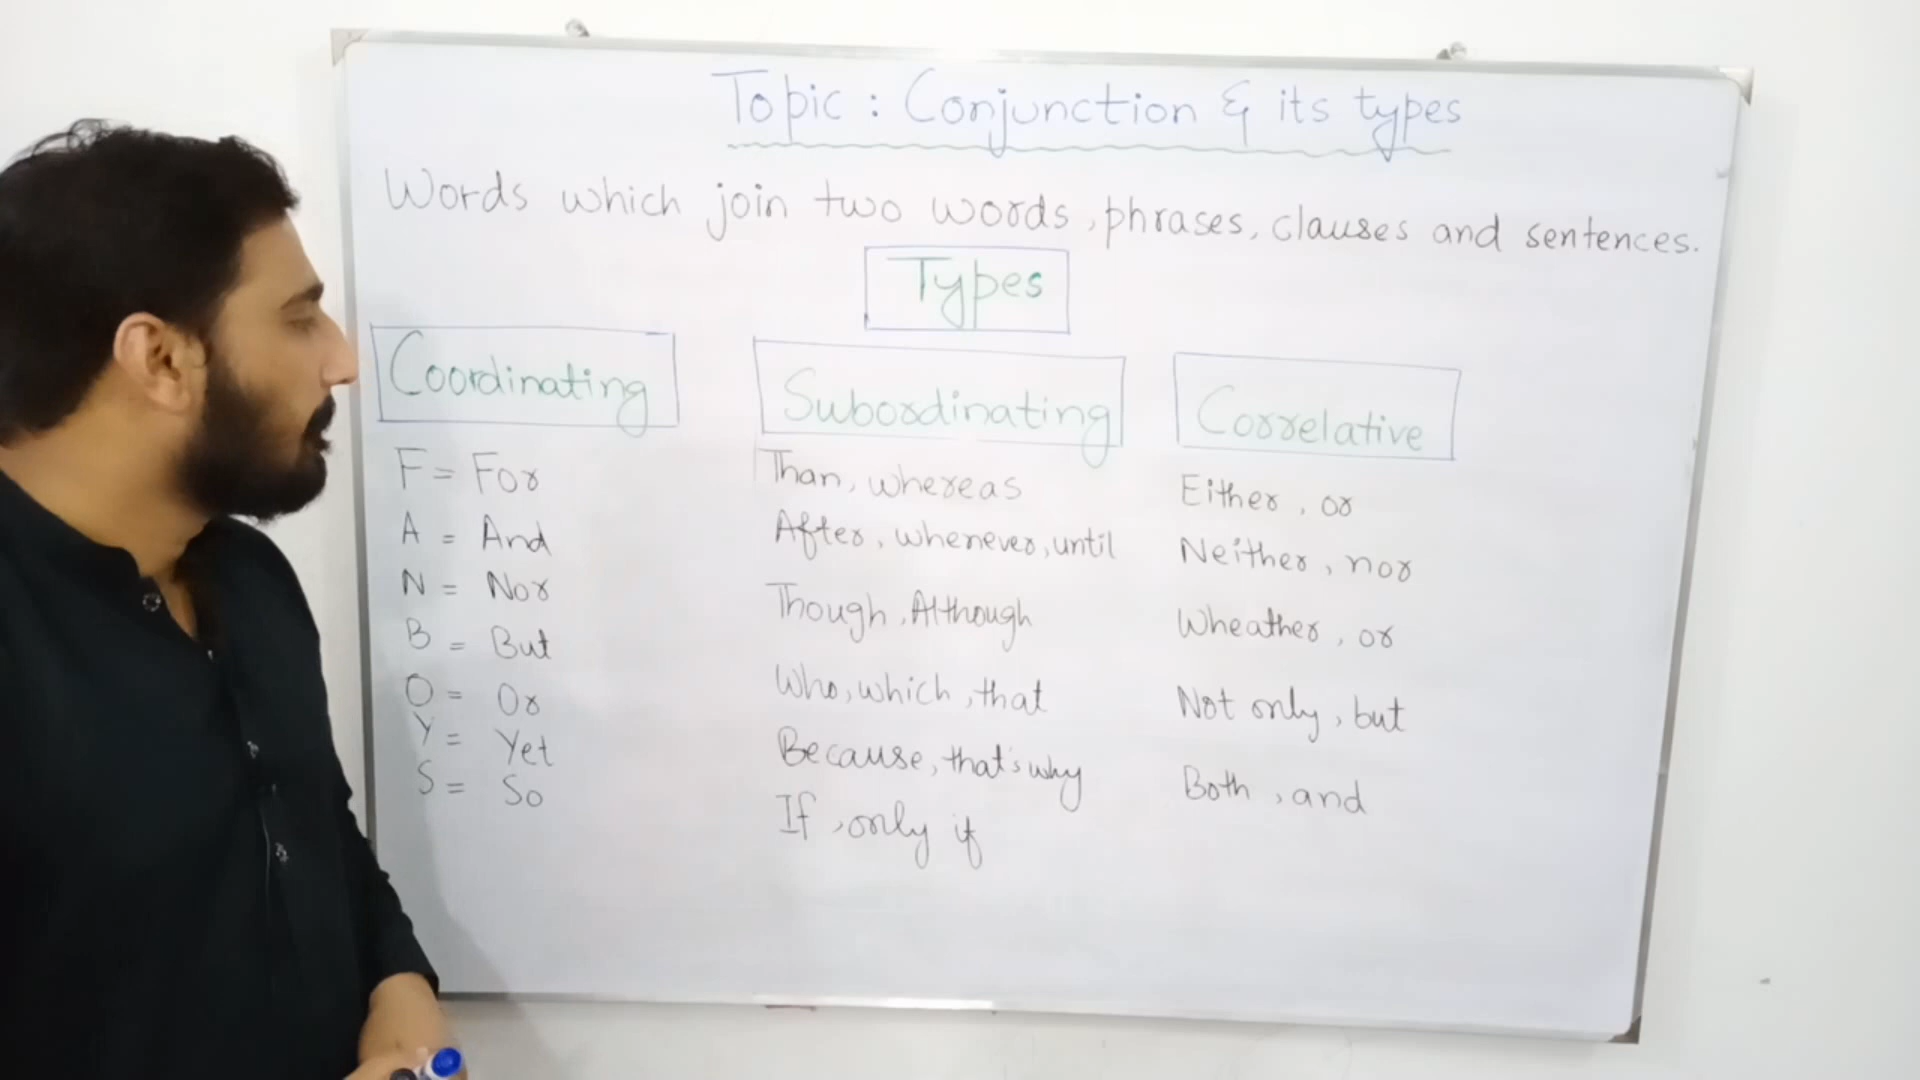 Topic : Conjunction & its types
Words which join two words, phrases, clauses and sentences.
Types
Coordinating
F = For
A = And
N = Nor
B = But
O = Or
Y = Yet
S = So
Subordinating
Than, whereas
After, whenever, until
Though, Although
Who, which, that
Because, that's why
If, only if
Correlative
Either, or
Neither, nor
Wheather, or
Not only, but
Both, and